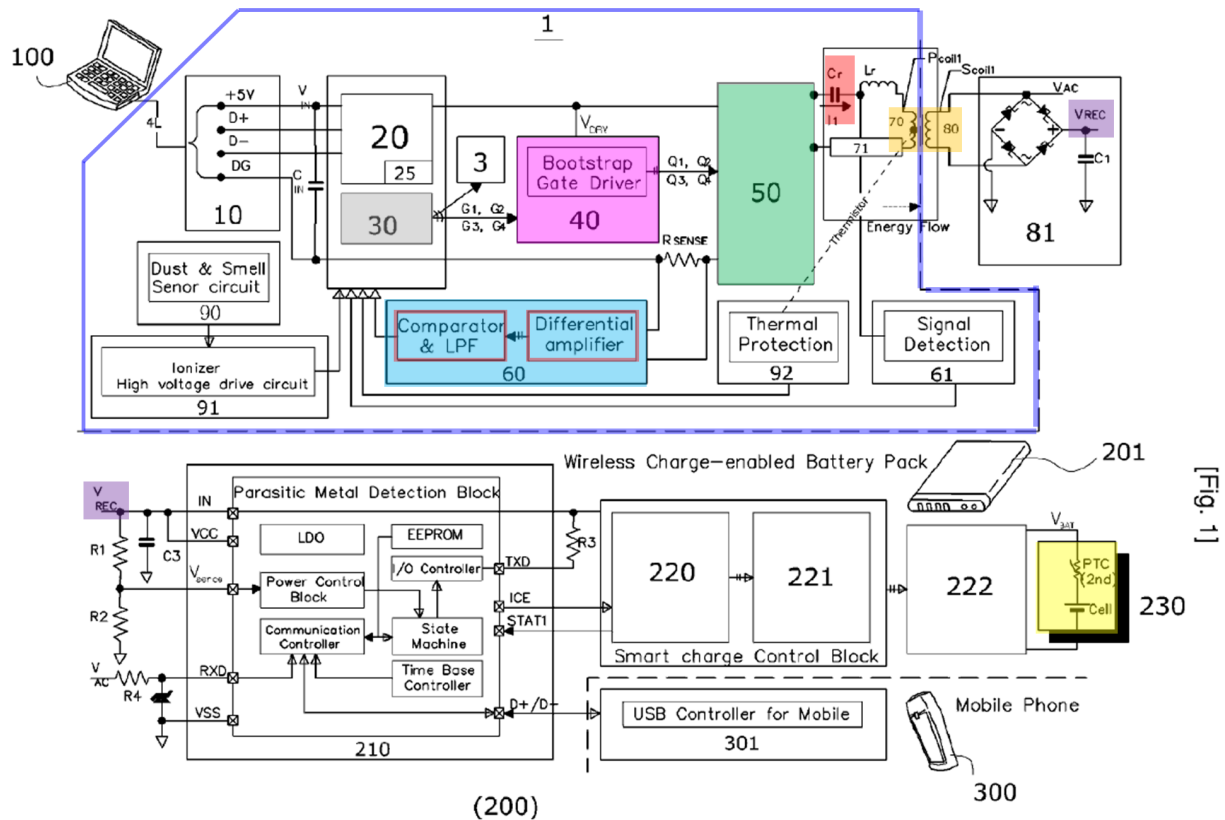 1
100
4L
+5V
D+
D-
DG
10
V
IN
C
IN
20
25
30
3
G1, G2
G3, G4
VDRV
Bootstrap
Gate Driver
40
Q1, Q2
Q3, Q4
50
RSENSE
Cr
I1
Lr
70
71
Pcoil1
Scoil1
80
Thermistor
Energy Flow
VAC
VREC
C1
81
Dust & Smell
Senor circuit
90
Ionizer
High voltage drive circuit
91
Comparator
& LPF
Differential
amplifier
60
Thermal
Protection
92
Signal
Detection
61
[Fig. 1]
Wireless Charge-enabled Battery Pack
201
V
REC
R1
R2
C3
Vsence
V
AC
R4
IN
VCC
RXD
VSS
Parasitic Metal Detection Block
LDO
EEPROM
I/O Controller
Power Control
Block
Communication
Controller
State
Machine
Time Base
Controller
210
TXD
R3
ICE
STAT1
D+/D-
220
221
Smart charge Control Block
222
VBAT
PTC
(2nd)
Cell
230
USB Controller for Mobile
301
Mobile Phone
300
(200)